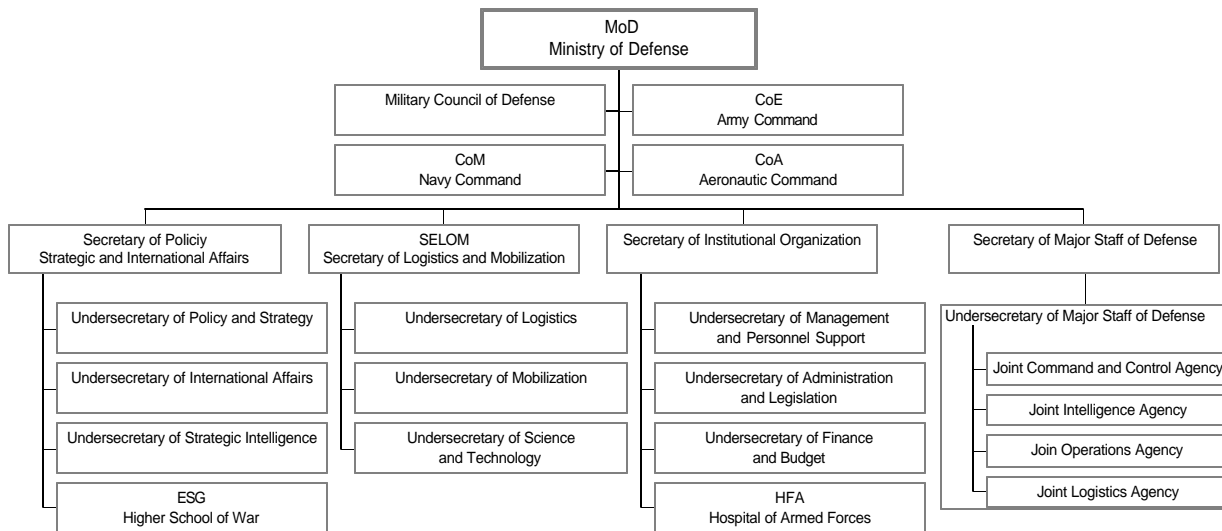 MoD
Ministry of Defense
Military Council of Defense
CoE
Army Command
CoM
Navy Command
CoA
Aeronautic Command
Secretary of Policiy
Strategic and International Affairs
SELOM
Secretary of Logistics and Mobilization
Secretary of Institutional Organization
Secretary of Major Staff of Defense
Undersecretary of Policy and Strategy
Undersecretary of International Affairs
Undersecretary of Strategic Intelligence
ESG
Higher School of War
Undersecretary of Logistics
Undersecretary of Mobilization
Undersecretary of Science
and Technology
Undersecretary of Management
and Personnel Support
Undersecretary of Administration
and Legislation
Undersecretary of Finance
and Budget
HFA
Hospital of Armed Forces
Undersecretary of Major Staff of Defense
Joint Command and Control Agency
Joint Intelligence Agency
Join Operations Agency
Joint Logistics Agency